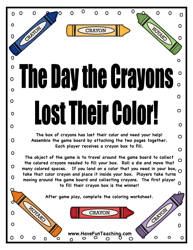 CRAYON
CRAYON
CRAYON
The Day the Crayons
Lost Their Color!
The box of crayons has lost their color and need your help!
Assemble the game board by attaching the two pages together.
Each player receives a crayon box to fill.
The object of the game is to travel around the game board to collect
the colored crayons needed to fill your box. Roll a die and move that
many colored spaces. If you land on a color that you need in your box,
take that color crayon and place it inside your box. Players take turns
moving around the game board and collecting crayons. The first player
to fill their crayon box is the winner!
After game play, complete the coloring worksheet.
CRAYON
CRAYON
CRAYON
www.HaveFunTeaching.com